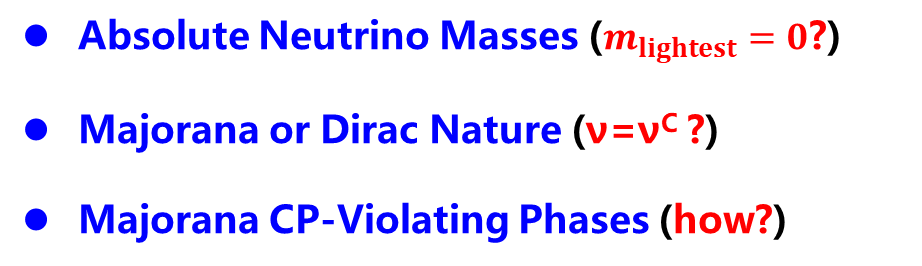 ● Absolute Neutrino Masses (m_lightest = 0?)
● Majorana or Dirac Nature (ν=ν^C ?)
● Majorana CP-Violating Phases (how?)